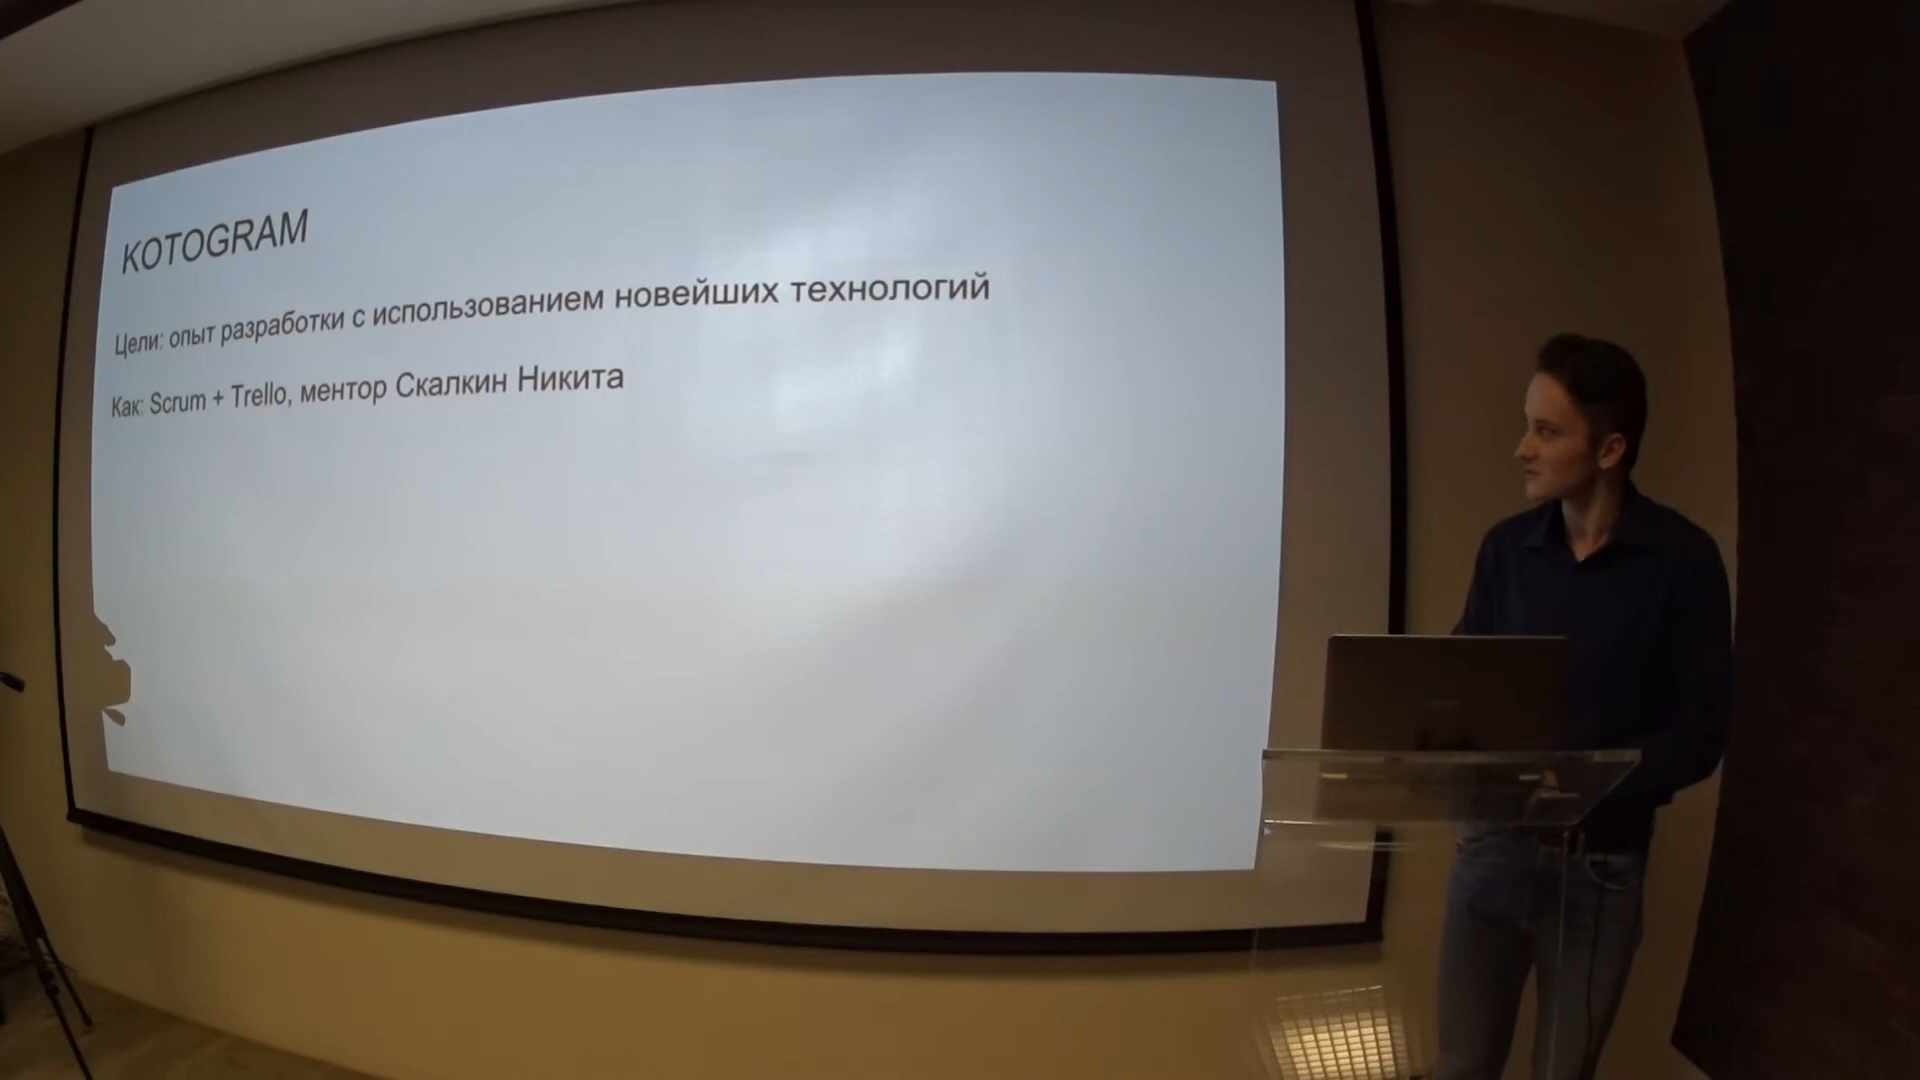 KOTOGRAM
Цели: опыт разработки с использованием новейших технологий
Как: Scrum + Trello, ментор Скалкин Никита